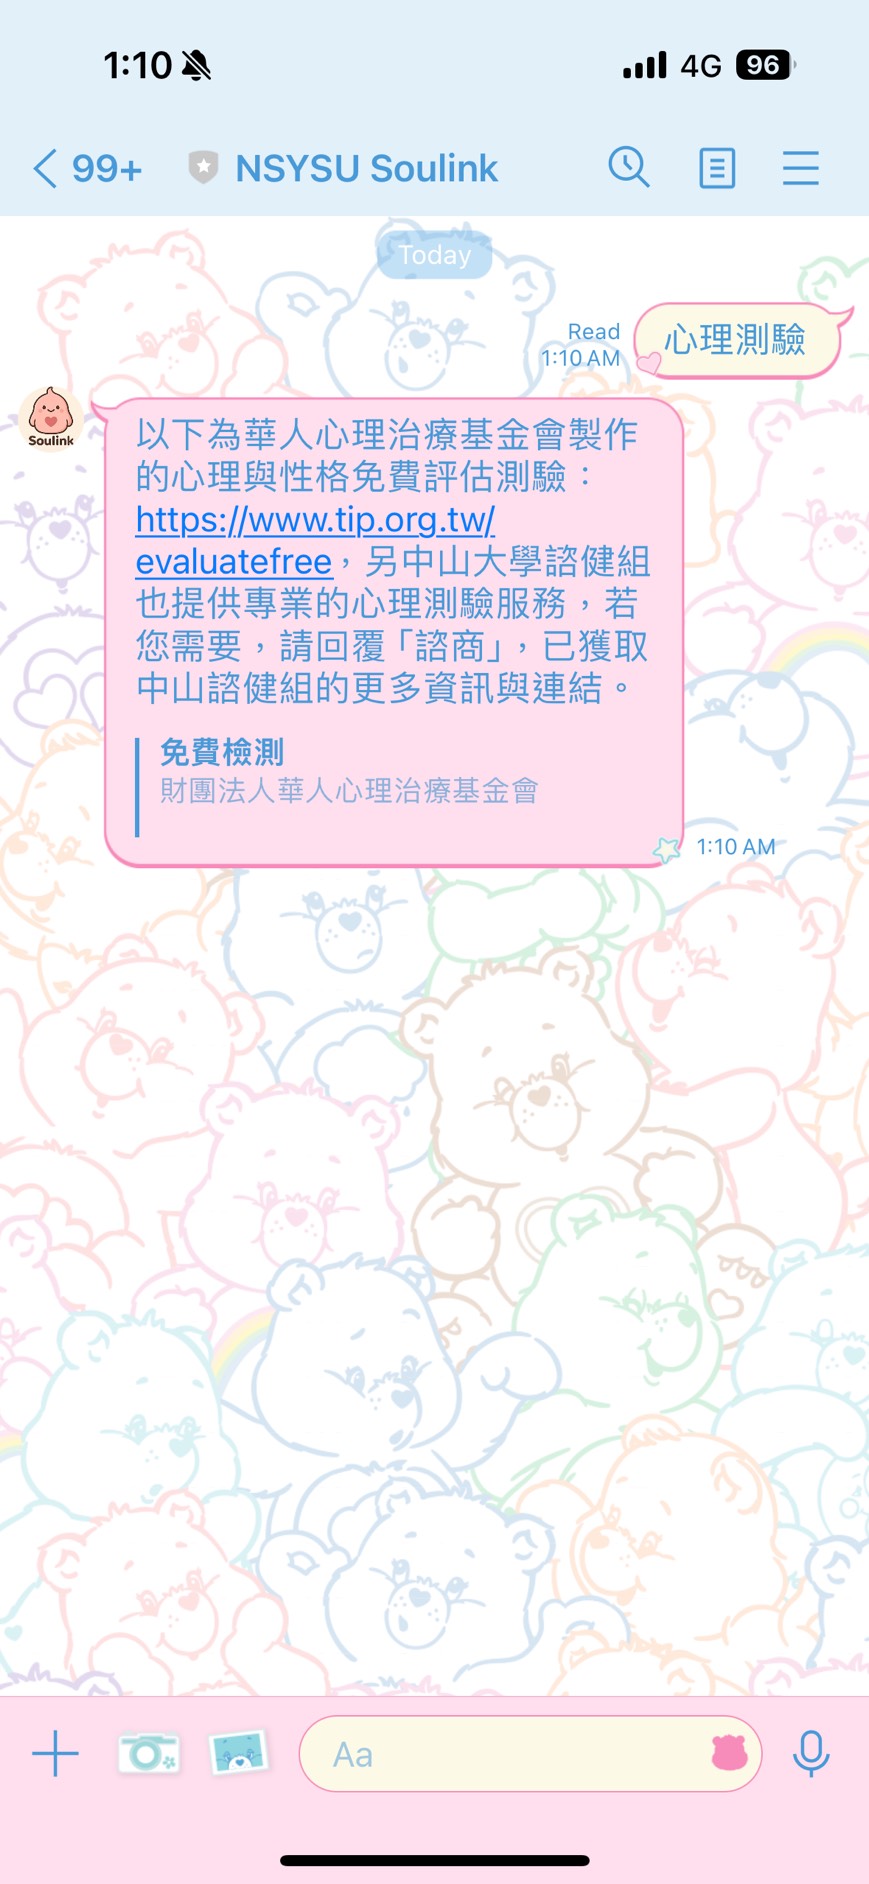 1:10
4G 96
99+ NSYSU Soulink
Today
心理測驗
Read
1:10 AM
Soulink
以下為華人心理治療基金會製作
的心理與性格免費評估測驗：
https://www.tip.org.tw/
evaluatefree，另中山大學諮健組
也提供專業的心理測驗服務，若
您需要，請回覆「諮商」，已獲取
中山諮健組的更多資訊與連結。
免費檢測
財團法人華人心理治療基金會
1:10 AM
Aa